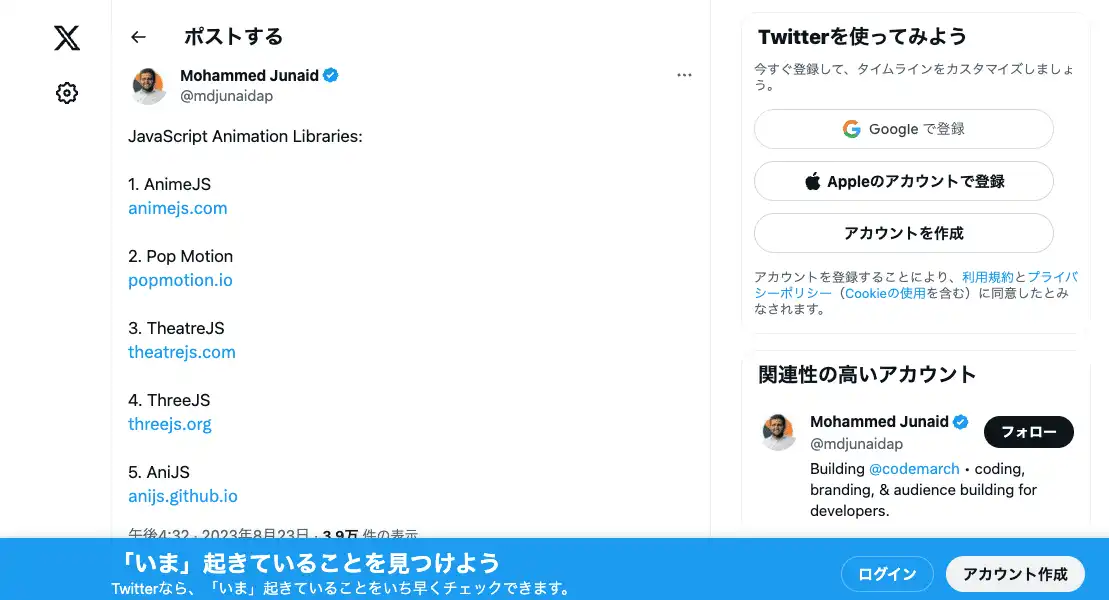 ポストする
Mohammed Junaid
@mdjunaidap
JavaScript Animation Libraries:
1. AnimeJS
animejs.com
2. Pop Motion
popmotion.io
3. TheatreJS
theatrejs.com
4. ThreeJS
threejs.org
5. AniJS
anijs.github.io
午後4:32 · 2023年8月23日 · 3.9万 件の表示
Twitterを使ってみよう
今すぐ登録して、タイムラインをカスタマイズしましょ
う。
Google で登録
Appleのアカウントで登録
アカウントを作成
アカウントを登録することにより、利用規約とプライバ
シーポリシー（Cookieの使用を含む）に同意したとみ
なされます。
関連性の高いアカウント
Mohammed Junaid
@mdjunaidap
フォロー
Building @codemarch • coding,
branding, & audience building for
developers.
「いま」起きていることを見つけよう
Twitterなら、「いま」起きていることをいち早くチェックできます。
ログイン
アカウント作成